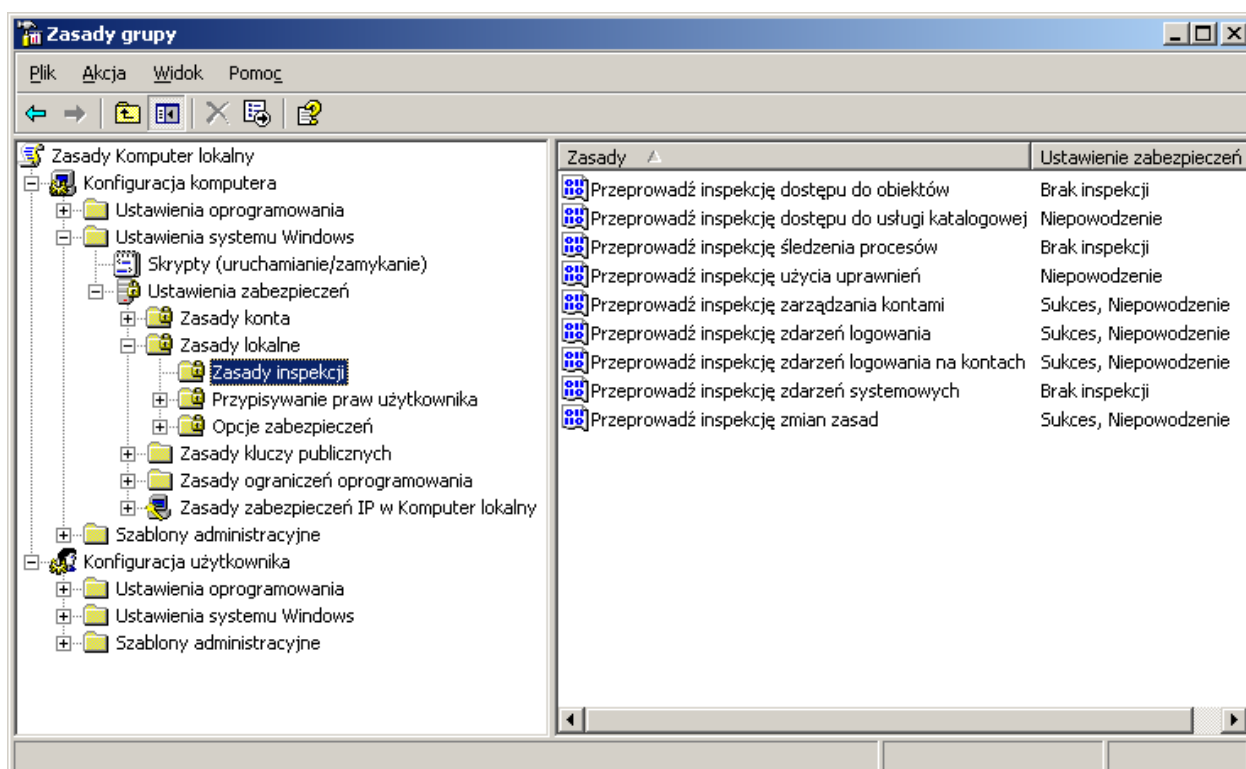 Zasady grupy
Plik Akcja Widok Pomoc
Zasady Komputer lokalny
Konfiguracja komputera
Ustawienia oprogramowania
Ustawienia systemu Windows
Skrypty (uruchamianie/zamykanie)
Ustawienia zabezpieczeń
Zasady konta
Zasady lokalne
Zasady inspekcji
Przypisywanie praw użytkownika
Opcje zabezpieczeń
Zasady kluczy publicznych
Zasady ograniczeń oprogramowania
Zasady zabezpieczeń IP w Komputer lokalny
Szablony administracyjne
Konfiguracja użytkownika
Ustawienia oprogramowania
Ustawienia systemu Windows
Szablony administracyjne
Zasady Ustawienie zabezpieczeń
Przeprowadź inspekcję dostępu do obiektów Brak inspekcji
Przeprowadź inspekcję dostępu do usługi katalogowej Niepowodzenie
Przeprowadź inspekcję śledzenia procesów Brak inspekcji
Przeprowadź inspekcję użycia uprawnień Niepowodzenie
Przeprowadź inspekcję zarządzania kontami Sukces, Niepowodzenie
Przeprowadź inspekcję zdarzeń logowania Sukces, Niepowodzenie
Przeprowadź inspekcję zdarzeń logowania na kontach Sukces, Niepowodzenie
Przeprowadź inspekcję zdarzeń systemowych Brak inspekcji
Przeprowadź inspekcję zmian zasad Sukces, Niepowodzenie